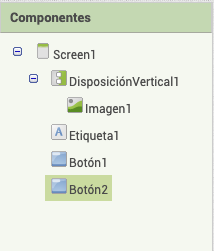 Componentes
Screen1
DisposiciónVertical1
Imagen1
Etiqueta1
Botón1
Botón2